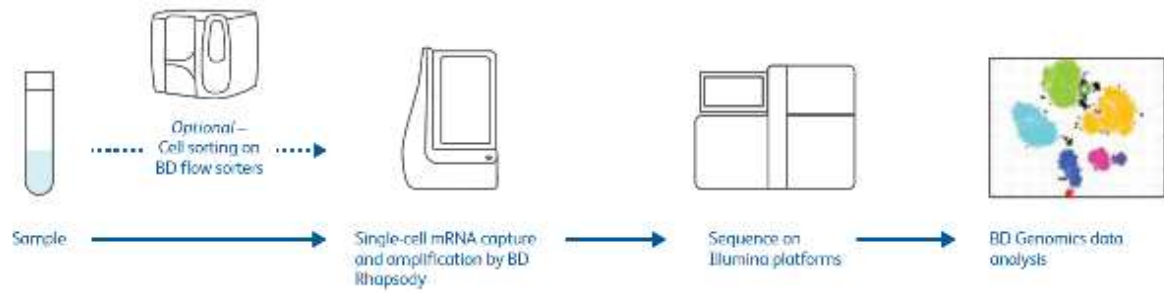 Optional –
Cell sorting on
BD flow sorters
Sample
Single-cell mRNA capture
and amplification by BD
Rhapsody
Sequence on
Illumina platforms
BD Genomics data
analysis